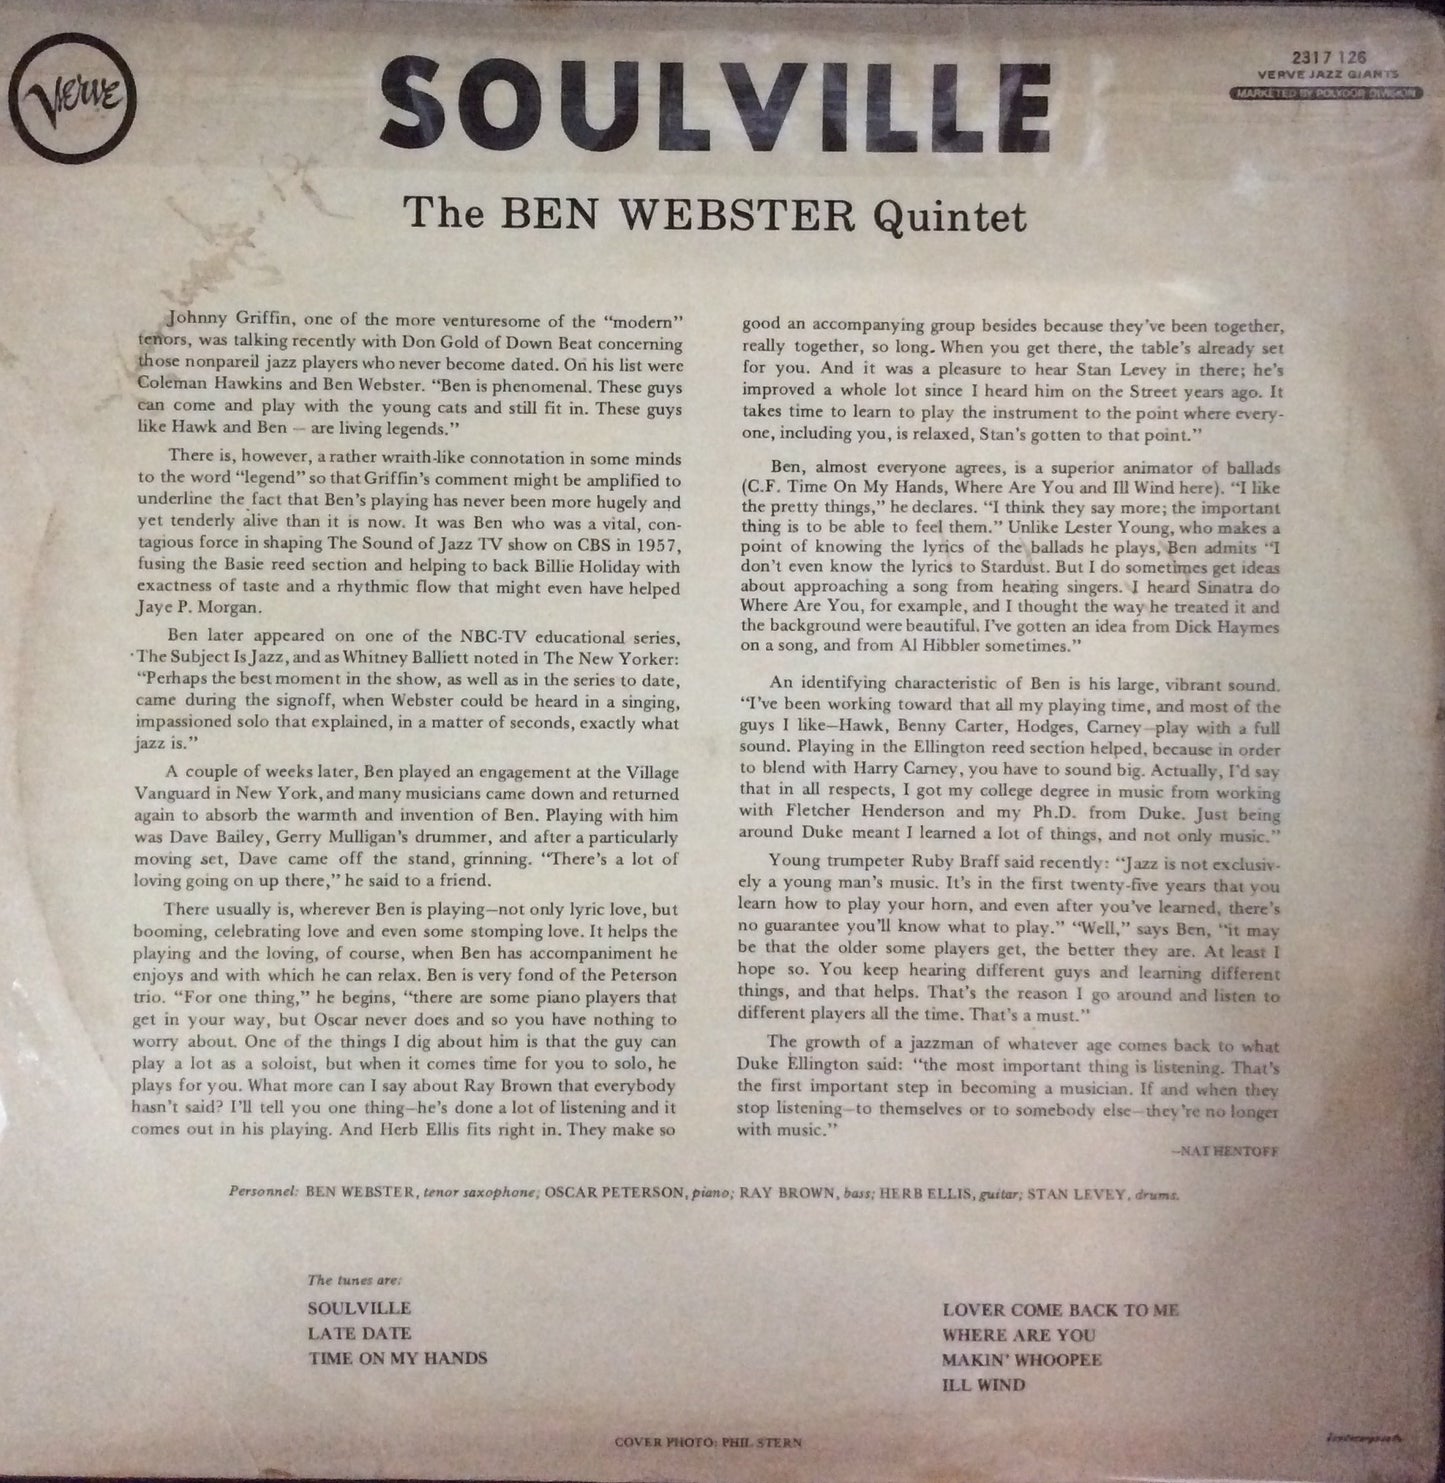 Verve
SOULVILLE
2317 126
VERVE JAZZ GIANTS
MARKETED BY POLYDOR DIVISION
The BEN WEBSTER Quintet
Johnny Griffin, one of the more venturesome of the “modern”
tenors, was talking recently with Don Gold of Down Beat concerning
those nonpareil jazz players who never become dated. On his list were
Coleman Hawkins and Ben Webster. “Ben is phenomenal. These guys
can come and play with the young cats and still fit in. These guys
like Hawk and Ben — are living legends.”
There is, however, a rather wraith-like connotation in some minds
to the word “legend” so that Griffin’s comment might be amplified to
underline the fact that Ben’s playing has never been more hugely and
yet tenderly alive than it is now. It was Ben who was a vital, con-
tagious force in shaping The Sound of Jazz TV show on CBS in 1957,
fusing the Basie reed section and helping to back Billie Holiday with
exactness of taste and a rhythmic flow that might even have helped
Jaye P. Morgan.
Ben later appeared on one of the NBC-TV educational series,
The Subject Is Jazz, and as Whitney Balliett noted in The New Yorker:
“Perhaps the best moment in the show, as well as in the series to date,
came during the signoff, when Webster could be heard in a singing,
impassioned solo that explained, in a matter of seconds, exactly what
jazz is.”
A couple of weeks later, Ben played an engagement at the Village
Vanguard in New York, and many musicians came down and returned
again to absorb the warmth and invention of Ben. Playing with him
was Dave Bailey, Gerry Mulligan’s drummer, and after a particularly
moving set, Dave came off the stand, grinning. “There’s a lot of
loving going on up there,” he said to a friend.
There usually is, wherever Ben is playing—not only lyric love, but
booming, celebrating love and even some stomping love. It helps the
playing and the loving, of course, when Ben has accompaniment he
enjoys and with which he can relax. Ben is very fond of the Peterson
trio. “For one thing,” he begins, “there are some piano players that
get in your way, but Oscar never does and so you have nothing to
worry about. One of the things I dig about him is that the guy can
play a lot as a soloist, but when it comes time for you to solo, he
plays for you. What more can I say about Ray Brown that everybody
hasn’t said? I’ll tell you one thing—he’s done a lot of listening and it
comes out in his playing. And Herb Ellis fits right in. They make so
good an accompanying group besides because they’ve been together,
really together, so long. When you get there, the table’s already set
for you. And it was a pleasure to hear Stan Levey in there; he’s
improved a whole lot since I heard him on the Street years ago. It
takes time to learn to play the instrument to the point where every-
one, including you, is relaxed, Stan’s gotten to that point.”
Ben, almost everyone agrees, is a superior animator of ballads
(C.F. Time On My Hands, Where Are You and Ill Wind here). “I like
the pretty things,” he declares. “I think they say more; the important
thing is to be able to feel them.” Unlike Lester Young, who makes a
point of knowing the lyrics of the ballads he plays, Ben admits “I
don’t even know the lyrics to Stardust. But I do sometimes get ideas
about approaching a song from hearing singers. I heard Sinatra do
Where Are You, for example, and I thought the way he treated it and
the background were beautiful. I’ve gotten an idea from Dick Haymes
on a song, and from Al Hibbler sometimes.”
An identifying characteristic of Ben is his large, vibrant sound.
“I’ve been working toward that all my playing time, and most of the
guys I like—Hawk, Benny Carter, Hodges, Carney—play with a full
sound. Playing in the Ellington reed section helped, because in order
to blend with Harry Carney, you have to sound big. Actually, I’d say
that in all respects, I got my college degree in music from working
with Fletcher Henderson and my Ph.D. from Duke. Just being
around Duke meant I learned a lot of things, and not only music.”
Young trumpeter Ruby Braff said recently: “Jazz is not exclusiv-
ely a young man’s music. It’s in the first twenty-five years that you
learn how to play your horn, and even after you’ve learned, there’s
no guarantee you’ll know what to play.” “Well,” says Ben, “it may
be that the older some players get, the better they are. At least I
hope so. You keep hearing different guys and learning different
things, and that helps. That’s the reason I go around and listen to
different players all the time. That’s a must.”
The growth of a jazzman of whatever age comes back to what
Duke Ellington said: “the most important thing is listening. That’s
the first important step in becoming a musician. If and when they
stop listening—to themselves or to somebody else—they’re no longer
with music.”
—NAT HENTOFF
Personnel: BEN WEBSTER, tenor saxophone; OSCAR PETERSON, piano; RAY BROWN, bass; HERB ELLIS, guitar; STAN LEVEY, drums.
The tunes are:
SOULVILLE
LATE DATE
TIME ON MY HANDS
LOVER COME BACK TO ME
WHERE ARE YOU
MAKIN’ WHOOPEE
ILL WIND
COVER PHOTO: PHIL STERN